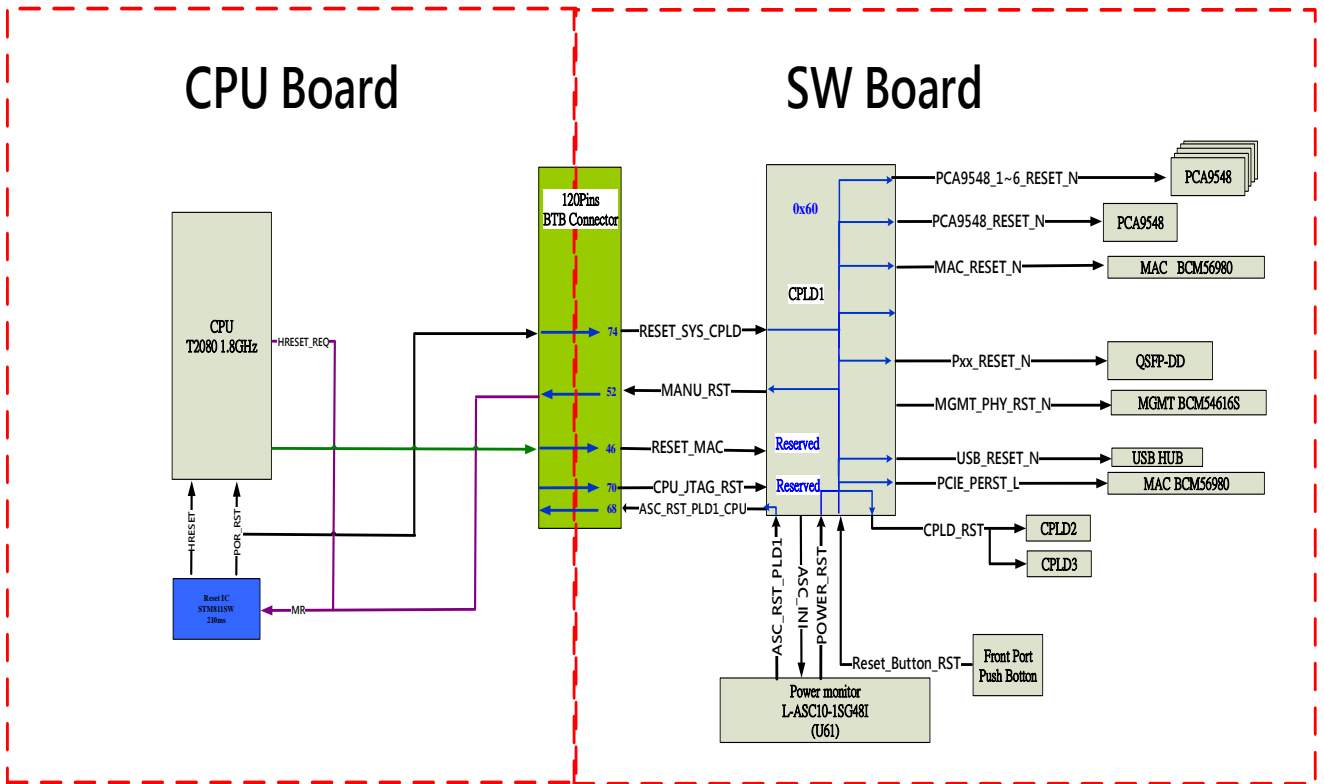 CPU Board
SW Board
120Pins
BTB Connector
CPU
T2080 1.8GHz
HRESET_REQ
HRESET
POR_RST
Reset IC
STM811SW
210ms
MR
74
52
46
70
68
RESET_SYS_CPLD
MANU_RST
RESET_MAC
CPU_JTAG_RST
ASC_RST_PLD1_CPU
0x60
CPLD1
Reserved
Reserved
PCA9548_1~6_RESET_N
PCA9548
PCA9548_RESET_N
PCA9548
MAC_RESET_N
MAC BCM56980
Pxx_RESET_N
QSFP-DD
MGMT_PHY_RST_N
MGMT BCM54616S
USB_RESET_N
USB HUB
PCIE_PERST_L
MAC BCM56980
CPLD_RST
CPLD2
CPLD3
ASC_RST_PLD1
ASC_INI
POWER_RST
Reset_Button_RST
Front Port
Push Botton
Power monitor
L-ASC10-1SG48I
(U61)